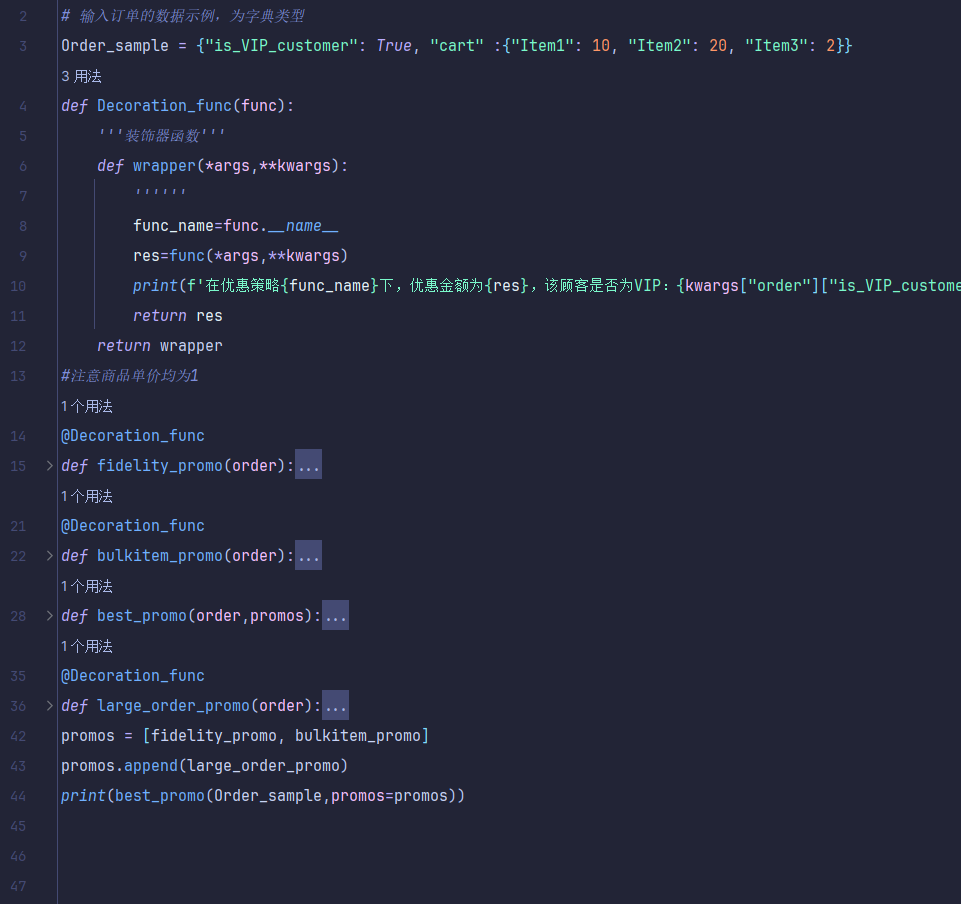 2 # 输入订单的数据示例，为字典类型
3 Order_sample = {"is_VIP_customer": True, "cart" :{"Item1": 10, "Item2": 20, "Item3": 2}}
3 用法
4 def Decoration_func(func):
5 '''装饰器函数'''
6 def wrapper(*args,**kwargs):
7 ''''''
8 func_name=func.__name__
9 res=func(*args,**kwargs)
10 print(f'在优惠策略{func_name}下，优惠金额为{res}，该顾客是否为VIP：{kwargs["order"]["is_VIP_custome
11 return res
12 return wrapper
13 #注意商品单价均为1
1 个用法
14 @Decoration_func
15 def fidelity_promo(order):...
1 个用法
21 @Decoration_func
22 def bulkitem_promo(order):...
1 个用法
28 def best_promo(order,promos):...
1 个用法
35 @Decoration_func
36 def large_order_promo(order):...
42 promos = [fidelity_promo, bulkitem_promo]
43 promos.append(large_order_promo)
44 print(best_promo(Order_sample,promos=promos))
45
46
47